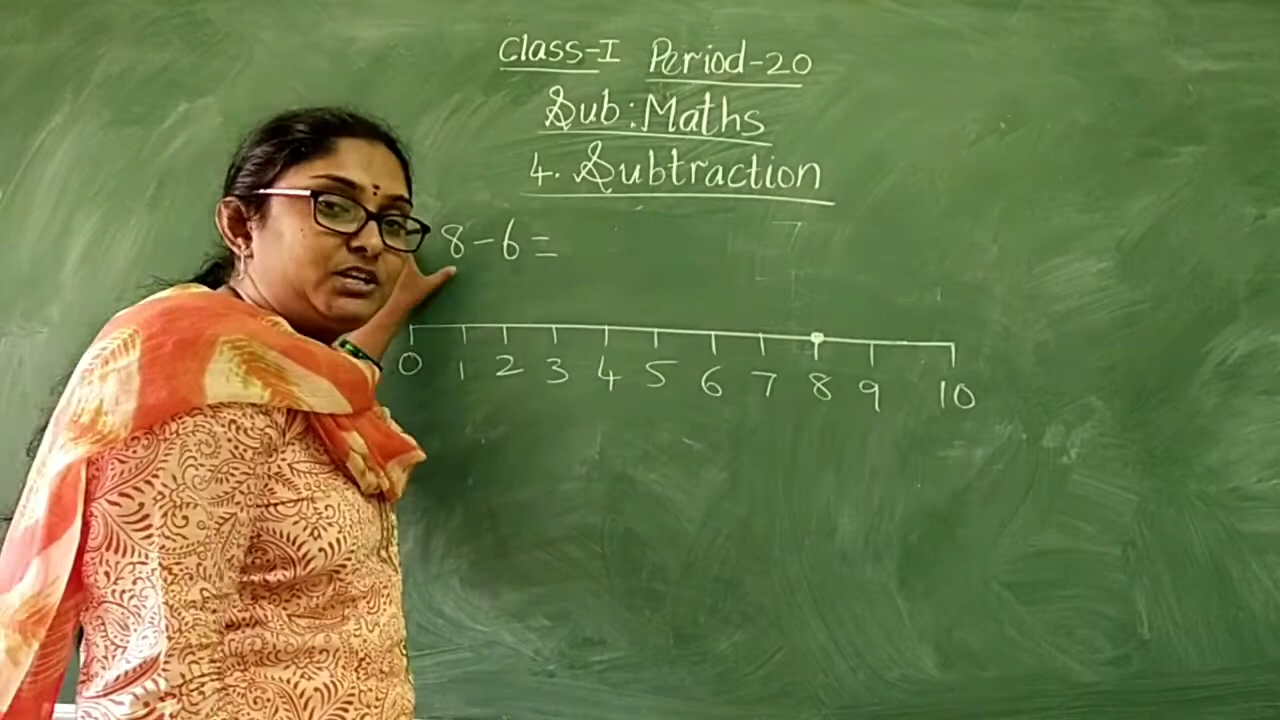 Class-I Period-20
Sub: Maths
4. Subtraction
8-6=
0 1 2 3 4 5 6 7 8 9 10